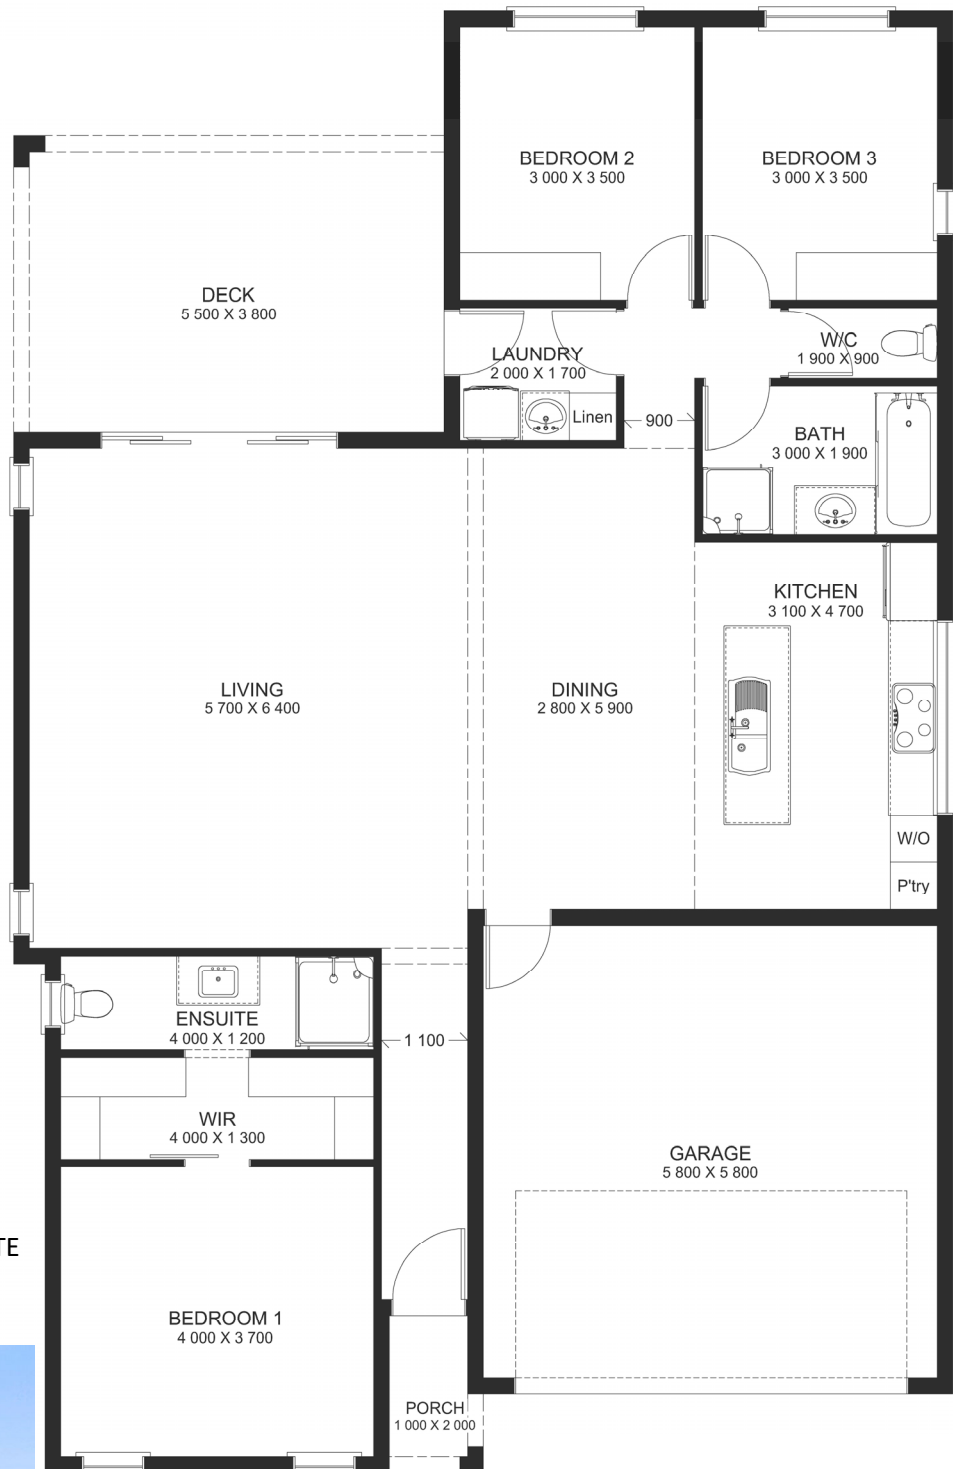 BEDROOM 2
3 000 X 3 500
BEDROOM 3
3 000 X 3 500
DECK
5 500 X 3 800
LAUNDRY
2 000 X 1 700
W/C
1 900 X 900
Linen
900
BATH
3 000 X 1 900
KITCHEN
3 100 X 4 700
LIVING
5 700 X 6 400
DINING
2 800 X 5 900
W/O
P'try
ENSUITE
4 000 X 1 200
1 100
WIR
4 000 X 1 300
GARAGE
5 800 X 5 800
TE
BEDROOM 1
4 000 X 3 700
PORCH
1 000 X 2 000